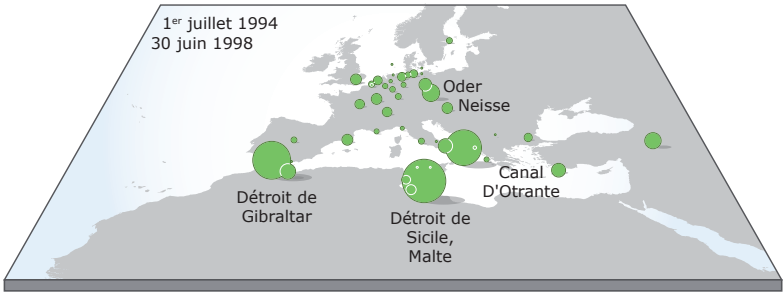 1er juillet 1994
30 juin 1998
Oder
Neisse
Canal
D'Otrante
Détroit de
Gibraltar
Détroit de
Sicile,
Malte